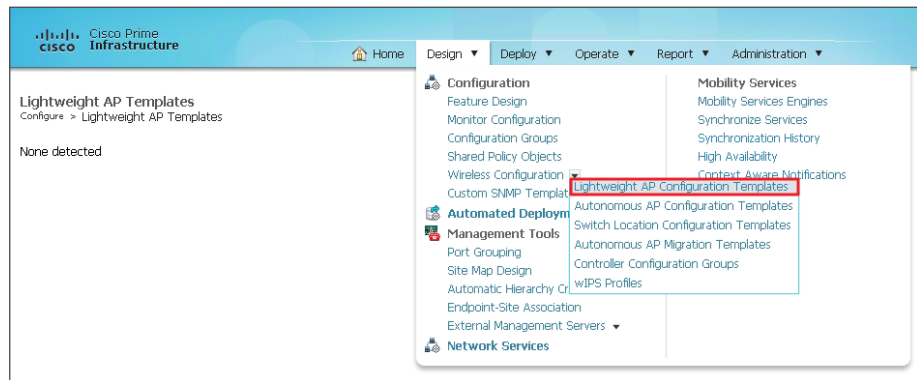 Cisco Prime
CISCO Infrastructure
Home
Design ▼
Deploy ▼
Operate ▼
Report ▼
Administration ▼
Lightweight AP Templates
Configure > Lightweight AP Templates
None detected
Configuration
Feature Design
Monitor Configuration
Configuration Groups
Shared Policy Objects
Wireless Configuration
Custom SNMP Templat
Automated Deploym
Management Tools
Port Grouping
Site Map Design
Automatic Hierarchy Cr
Endpoint-Site Association
External Management Servers ▼
Network Services
Lightweight AP Configuration Templates
Autonomous AP Configuration Templates
Switch Location Configuration Templates
Autonomous AP Migration Templates
Controller Configuration Groups
wIPS Profiles
Mobility Services
Mobility Services Engines
Synchronize Services
Synchronization History
High Availability
Context Aware Notifications